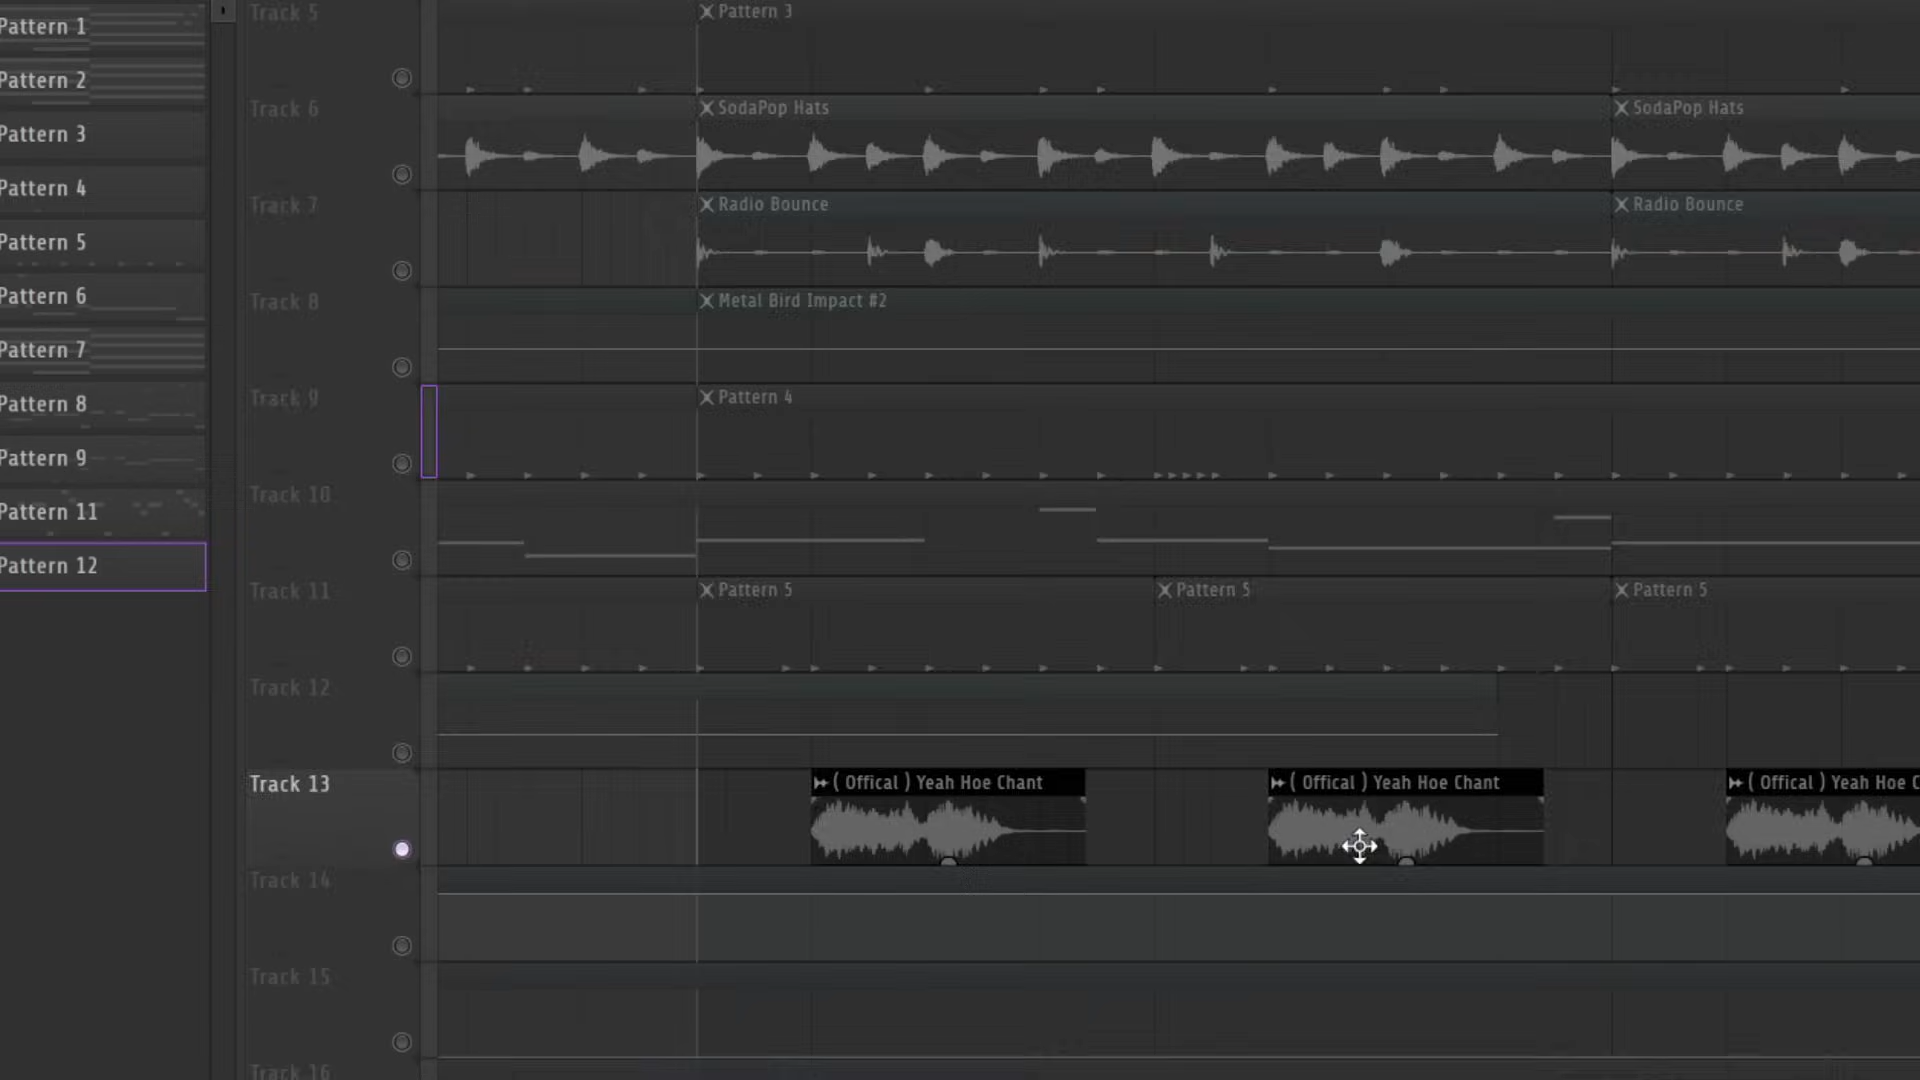 Pattern 1
Pattern 2
Pattern 3
Pattern 4
Pattern 5
Pattern 6
Pattern 7
Pattern 8
Pattern 9
Pattern 11
Pattern 12
Track 5
Pattern 3
Track 6
SodaPop Hats
SodaPop Hats
Track 7
Radio Bounce
Radio Bounce
Track 8
Metal Bird Impact #2
Track 9
Pattern 4
Track 10
Track 11
Pattern 5
Pattern 5
Pattern 5
Track 12
Track 13
( Offical ) Yeah Hoe Chant
( Offical ) Yeah Hoe Chant
( Offical ) Yeah Hoe C
Track 14
Track 15
Track 16